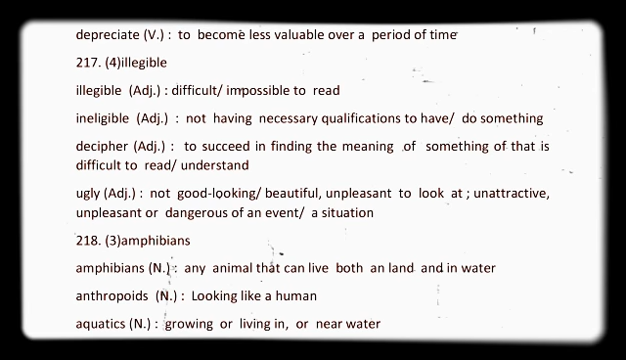 depreciate (V.) : to become less valuable over a period of time
217. (4)illegible
illegible (Adj.) : difficult/ impossible to read
ineligible (Adj.) : not having necessary qualifications to have/ do something
decipher (Adj.) : to succeed in finding the meaning of something of that is
difficult to read/ understand
ugly (Adj.) : not good-looking/ beautiful, unpleasant to look at ; unattractive,
unpleasant or dangerous of an event/ a situation
218. (3)amphibians
amphibians (N.) : any animal that can live both an land and in water
anthropoids (N.) : Looking like a human
aquatics (N.) : growing or living in, or near water